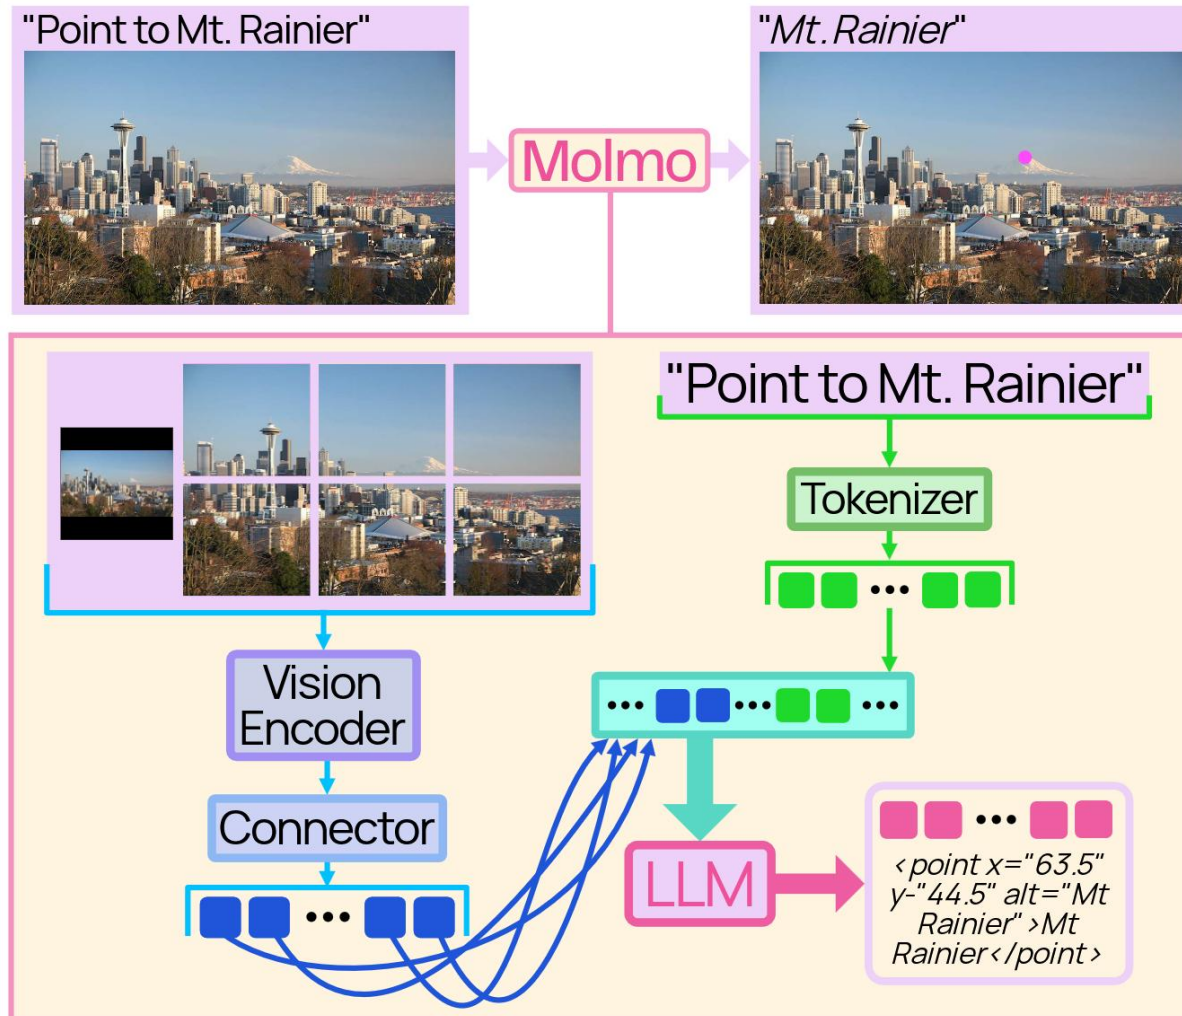 "Point to Mt. Rainier"
"Mt. Rainier"
Molmo
"Point to Mt. Rainier"
Tokenizer
•••
Vision
Encoder
••• •••  •••
Connector
•••
LLM
•••
<point x="63.5"
y-"44.5" alt="Mt
Rainier" >Mt
Rainier</point>